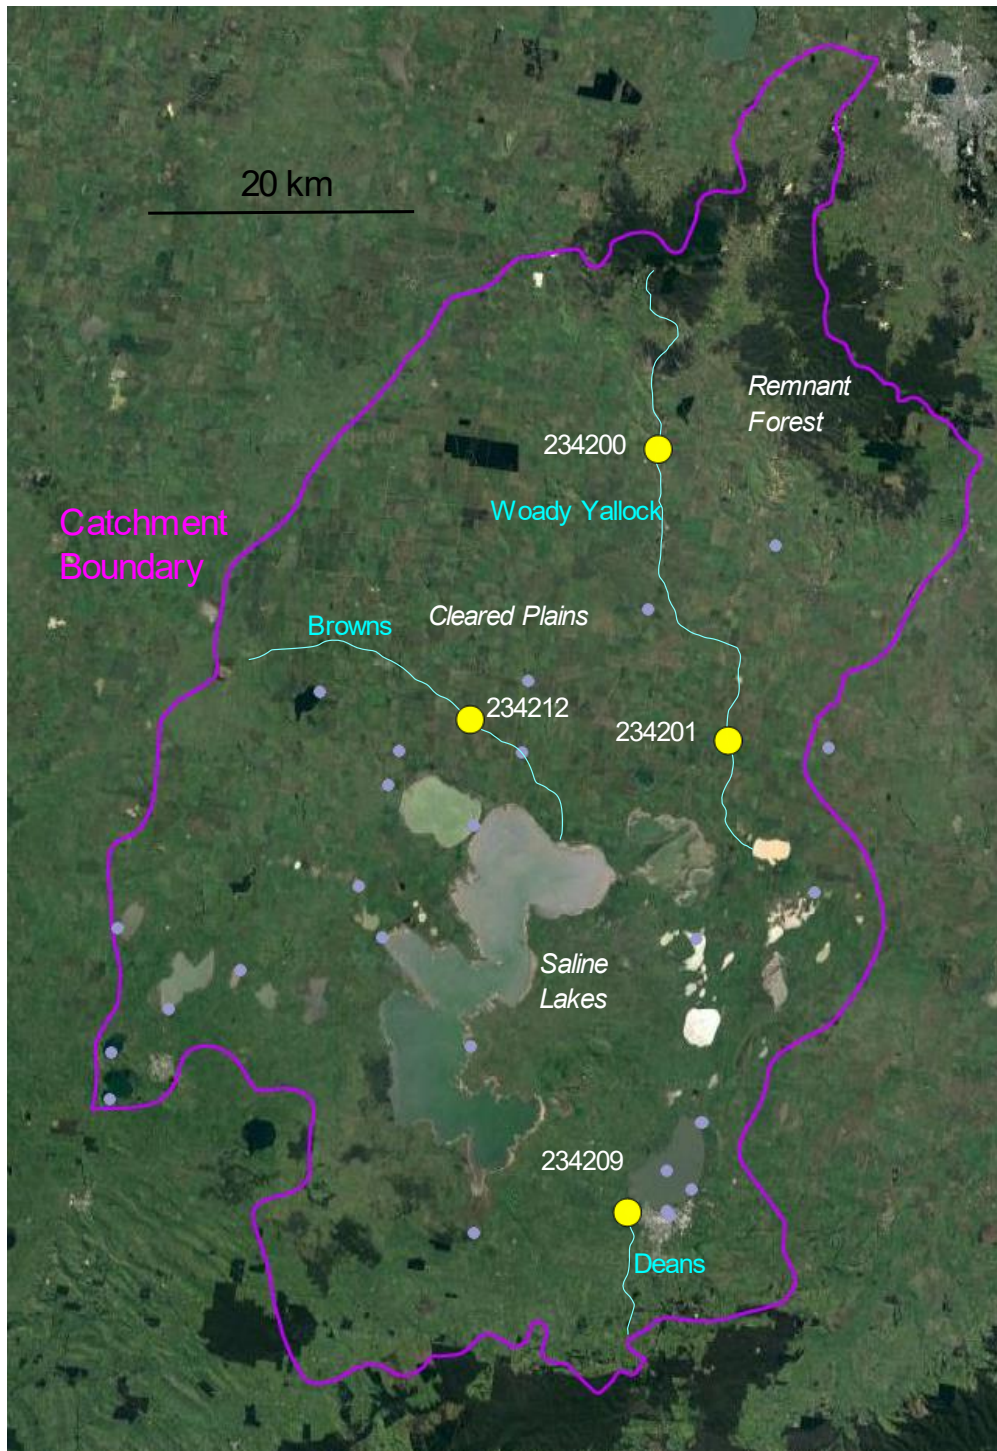 20 km
Remnant
Forest
234200
Woady Yallock
Catchment
Boundary
Cleared Plains
Browns
234212
234201
Saline
Lakes
234209
Deans